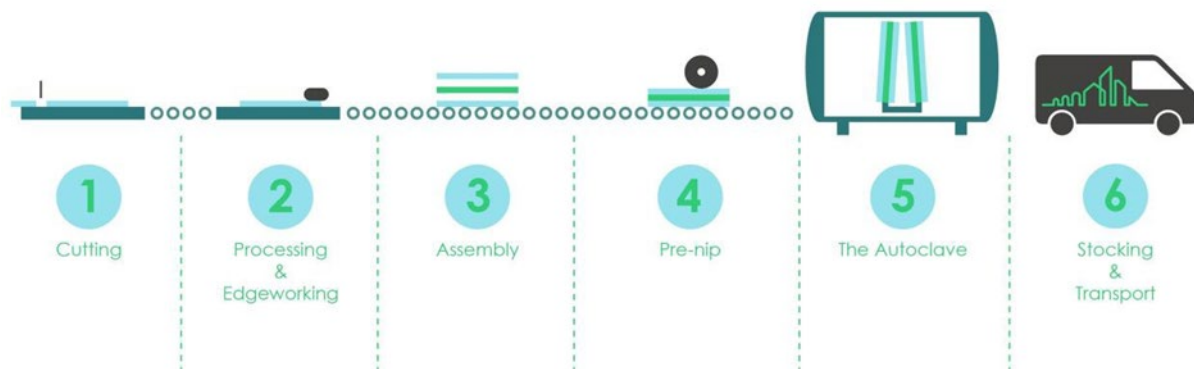 1
Cutting
2
Processing
&
Edgeworking
3
Assembly
4
Pre-nip
5
The Autoclave
6
Stocking
&
Transport